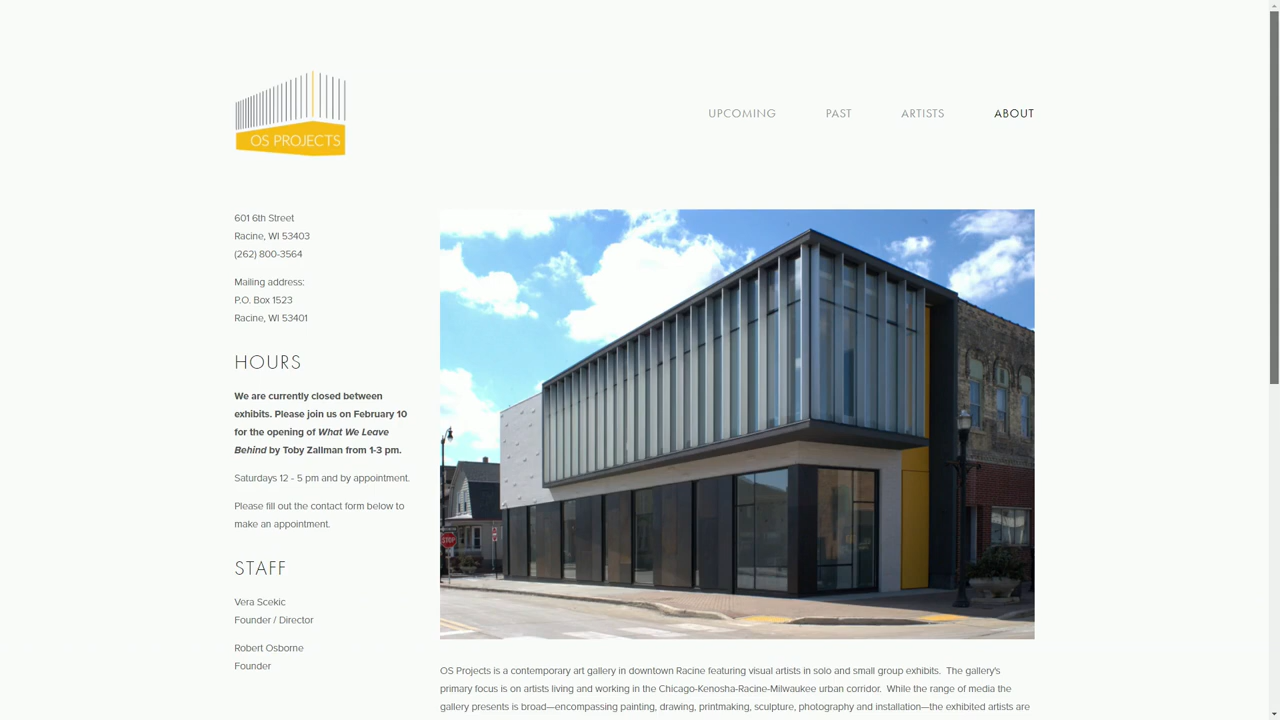 OS PROJECTS
UPCOMING
PAST
ARTISTS
ABOUT
601 6th Street
Racine, WI 53403
(262) 800-3564
Mailing address:
P.O. Box 1523
Racine, WI 53401
HOURS
We are currently closed between
exhibits. Please join us on February 10
for the opening of What We Leave
Behind by Toby Zallman from 1-3 pm.
Saturdays 12 - 5 pm and by appointment.
Please fill out the contact form below to
make an appointment.
STAFF
Vera Scekic
Founder / Director
Robert Osborne
Founder
STOP
OS Projects is a contemporary art gallery in downtown Racine featuring visual artists in solo and small group exhibits. The gallery's
primary focus is on artists living and working in the Chicago-Kenosha-Racine-Milwaukee urban corridor. While the range of media the
gallery presents is broad—encompassing painting, drawing, printmaking, sculpture, photography and installation—the exhibited artists are